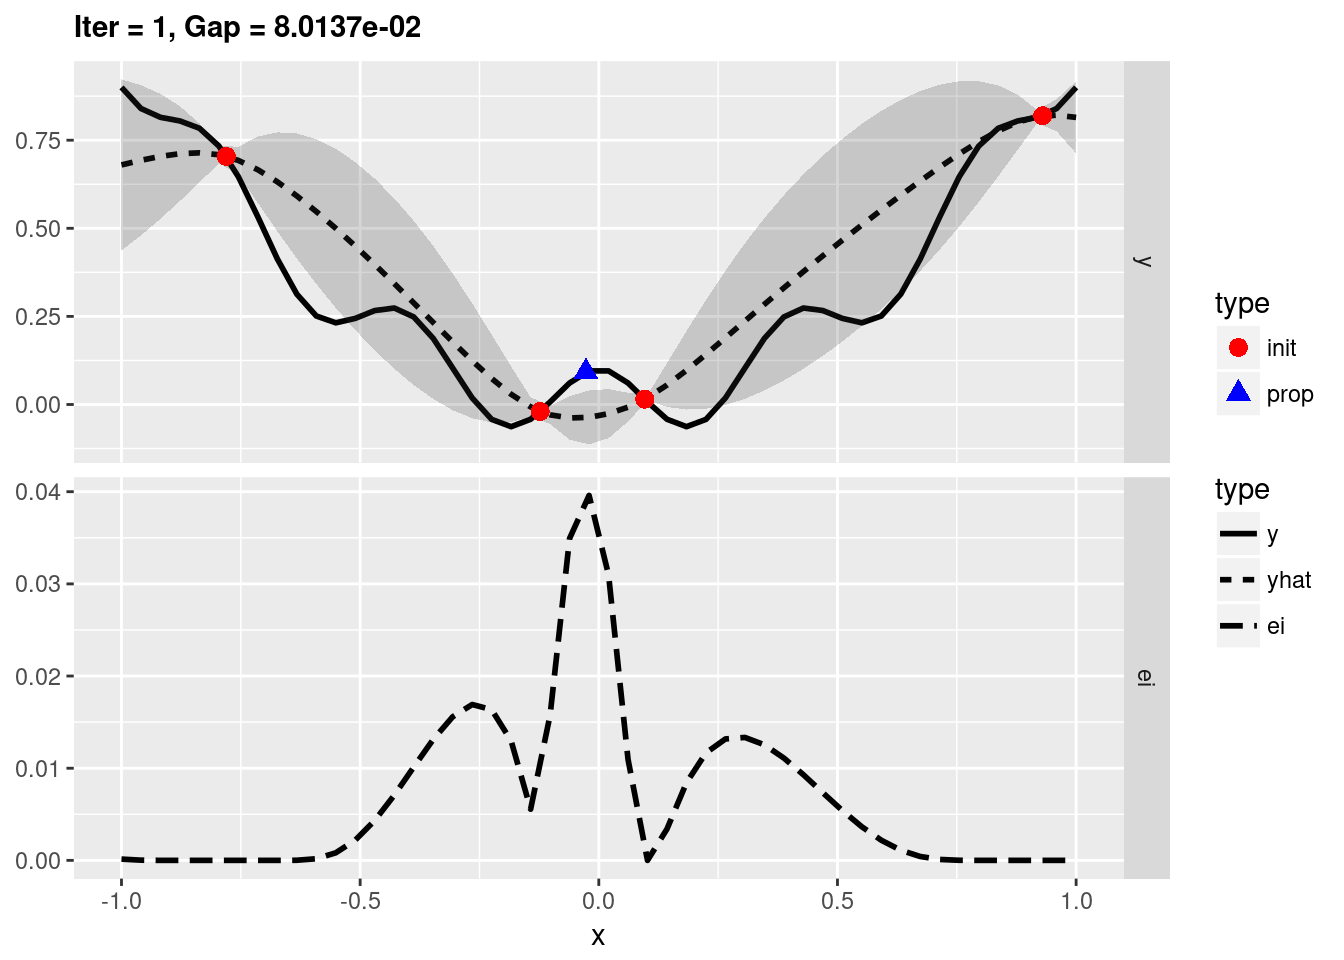 Iter = 1, Gap = 8.0137e-02
0.75
0.50
0.25
0.00
y
0.04
0.03
0.02
0.01
0.00
ei
-1.0 -0.5 0.0 0.5 1.0
x
type
init
prop
type
y
yhat
ei